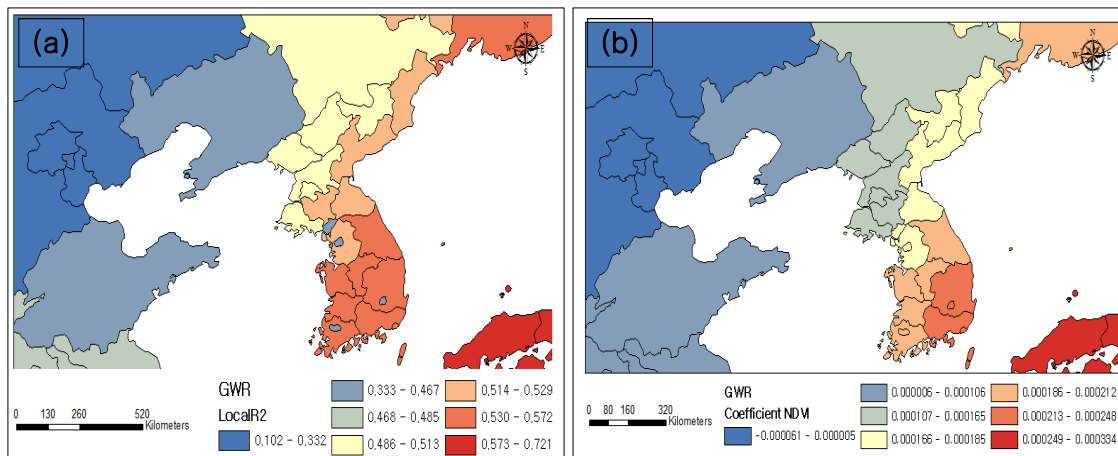 (a)
N
W E
S
GWR
LocalR2
0,102 - 0,332
0,333 - 0,467
0,468 - 0,485
0,486 - 0,513
0,514 - 0,529
0,530 - 0,572
0,573 - 0,721
0 130 260 520
Kilometers
(b)
N
W E
S
GWR
Coefficient NDVI
-0.000061 - 0.000005
0.000006 - 0.000106
0.000107 - 0.000165
0.000166 - 0.000185
0.000186 - 0.000212
0.000213 - 0.000248
0.000249 - 0.000334
0 80 160 320
Kilometers